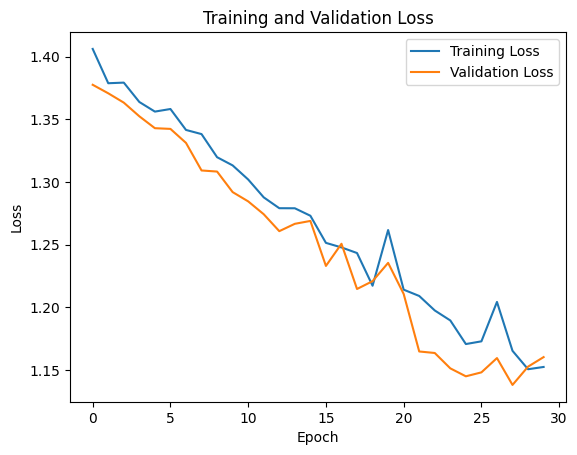 Training and Validation Loss
Training Loss
Validation Loss
1.40
1.35
1.30
1.25
1.20
1.15
Loss
0 5 10 15 20 25 30
Epoch